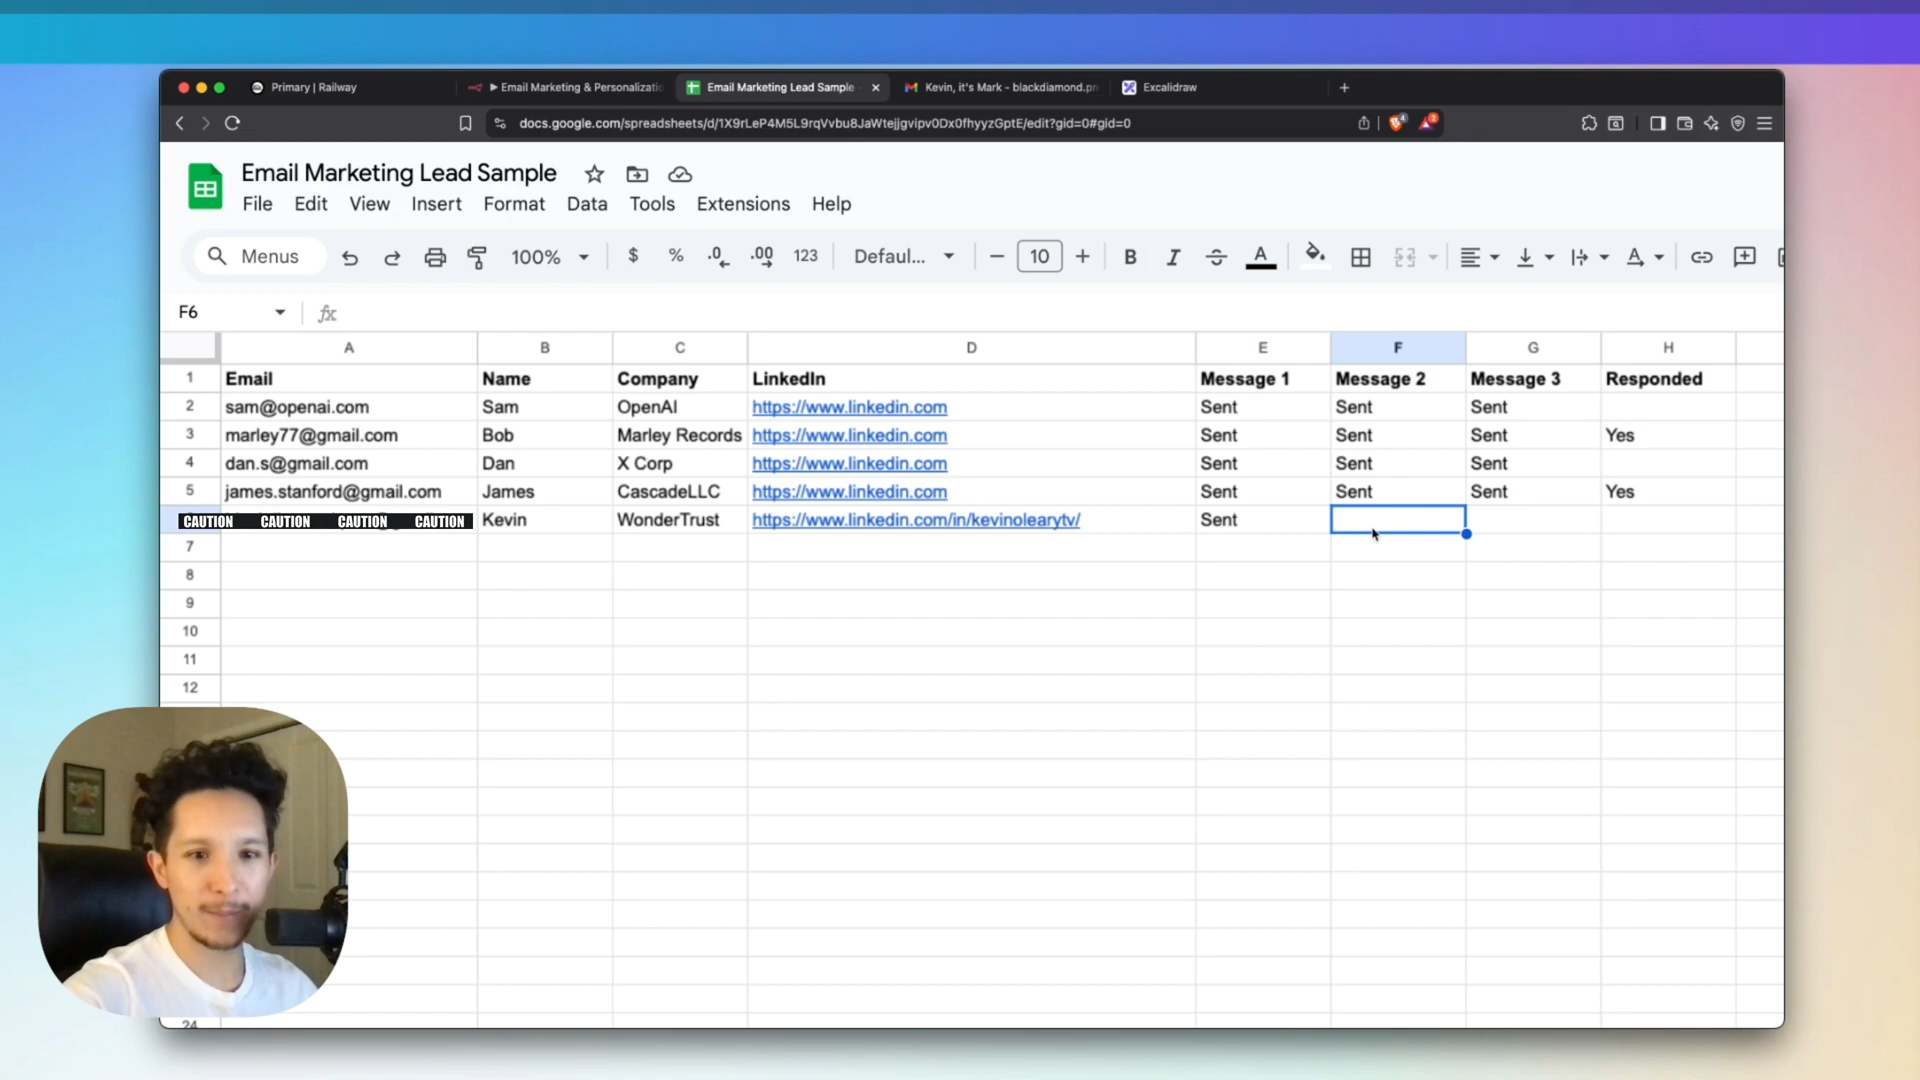 Primary | Railway
Email Marketing & Personalizatio
Email Marketing Lead Sample
Kevin, it's Mark - blackdiamond.pr
Excalidraw
docs.google.com/spreadsheets/d/1X9rLeP4M5L9rqVvbu8JaWtejjgvipv0Dx0fhyyzGptE/edit?gid=0#gid=0
Email Marketing Lead Sample
File Edit View Insert Format Data Tools Extensions Help
Menus 100% $ % .0 .00 123 Defaul... 10 B I A
F6 fx
A B C D E F G H
1 Email Name Company LinkedIn Message 1 Message 2 Message 3 Responded
2 sam@openai.com Sam OpenAI https://www.linkedin.com Sent Sent Sent
3 marley77@gmail.com Bob Marley Records https://www.linkedin.com Sent Sent Sent Yes
4 dan.s@gmail.com Dan X Corp https://www.linkedin.com Sent Sent Sent
5 james.stanford@gmail.com James CascadeLLC https://www.linkedin.com Sent Sent Sent Yes
CAUTION CAUTION CAUTION CAUTION Kevin WonderTrust https://www.linkedin.com/in/kevinolearytv/ Sent
7
8
9
10
11
12
24